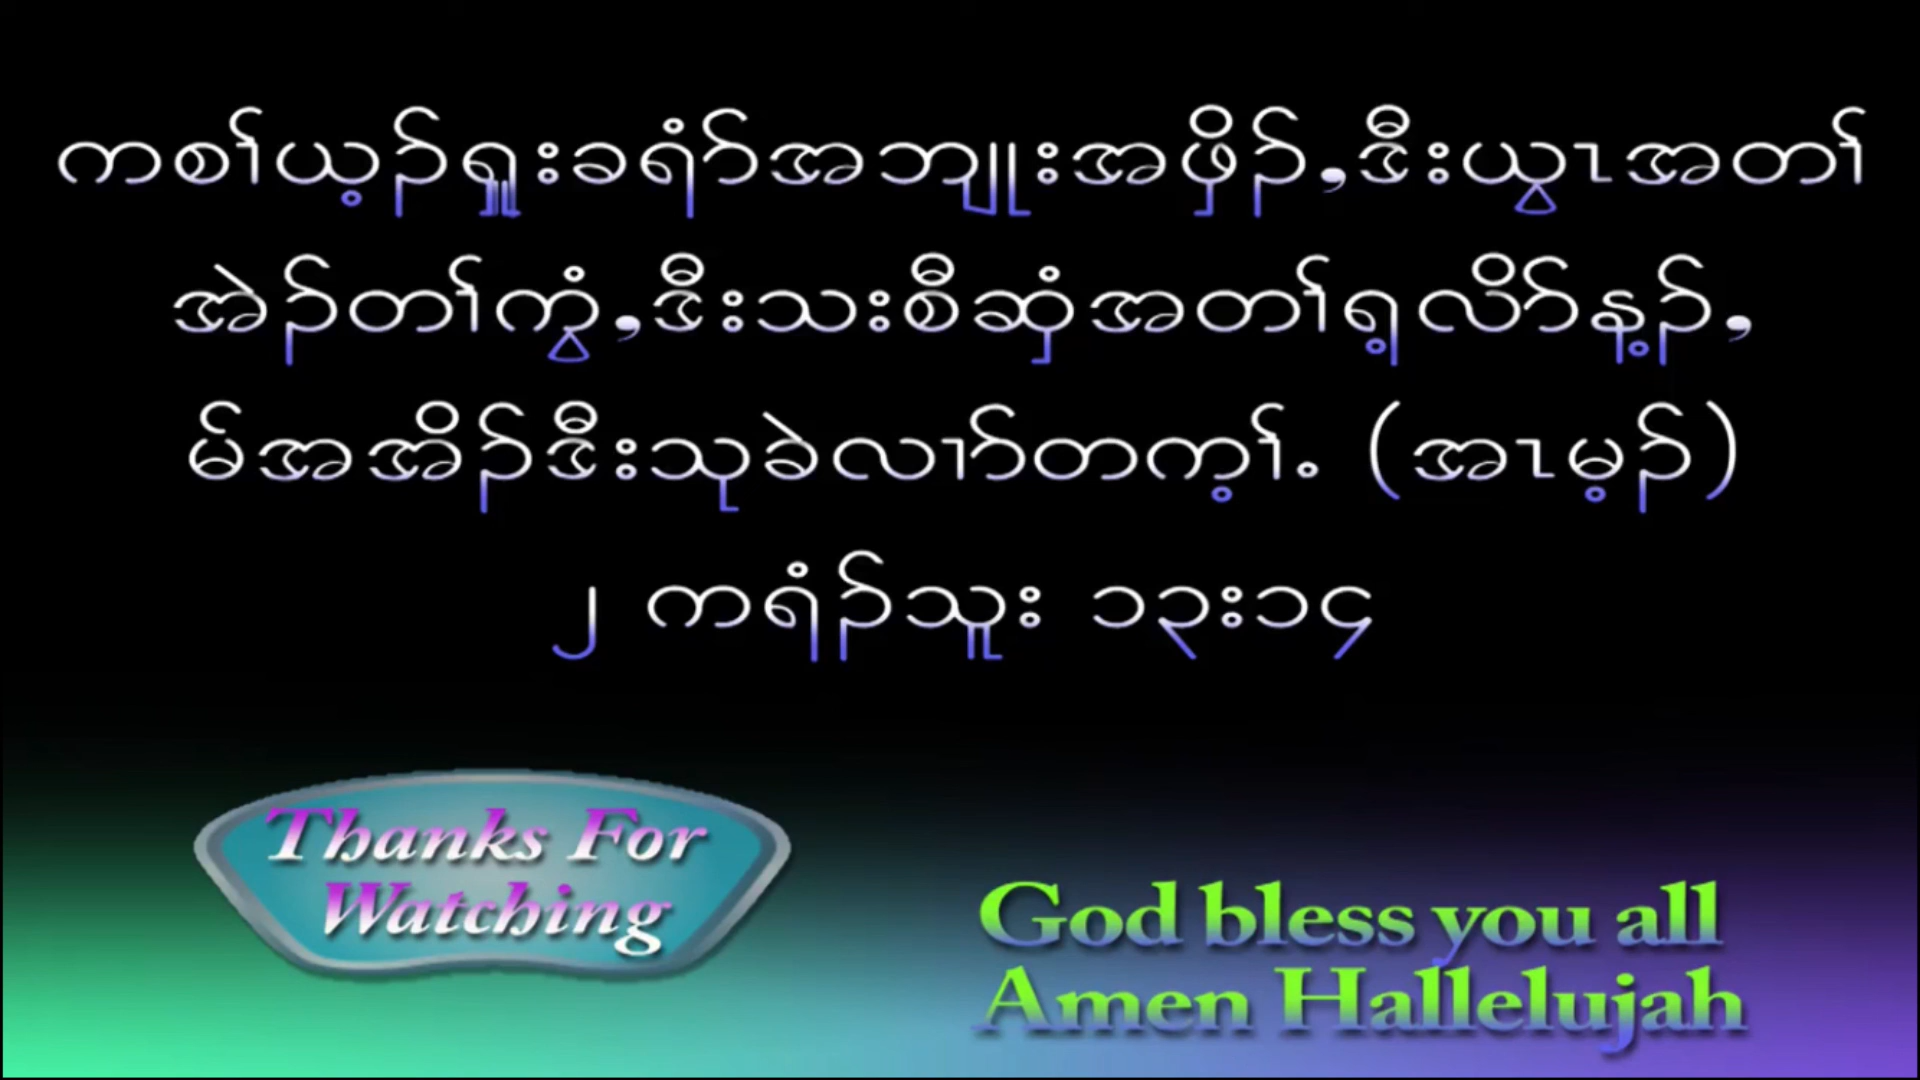 ကစၢ်ယ့ၣ်ၡူးခရံာ်အဘျုးအဖှိၣ်,ဒီးယွၤအတၢ်
အဲၣ်တၢ်ကွံ,ဒီးသးစီဆှံအတၢ်ရ့လိာ်န့ၣ်,
မ်အအိၣ်ဒီးသုခဲလၢာ်တက့ၢ်. (အၤမ့ၣ်)
၂ ကရံၣ်သူး ၁၃း၁၄
Thanks For
Watching
God bless you all
Amen Hallelujah